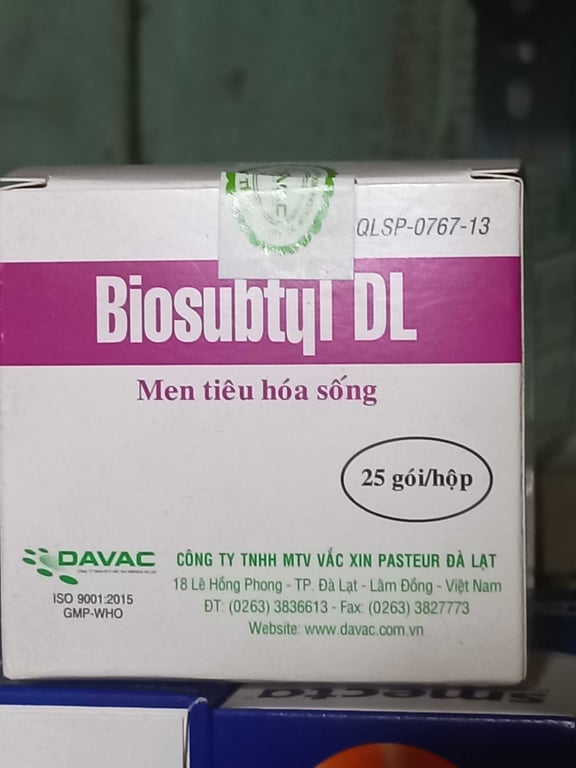 QLSP-0767-13
Biosubtyl DL
Men tiêu hóa sống
25 gói/hộp
DAVAC
ISO 9001:2015
GMP-WHO
CÔNG TY TNHH MTV VẮC XIN PASTEUR ĐÀ LẠT
18 Lê Hồng Phong - TP. Đà Lạt - Lâm Đồng - Việt Nam
ĐT: (0263) 3836613 - Fax: (0263) 3827773
Website: www.davac.com.vn
smecta